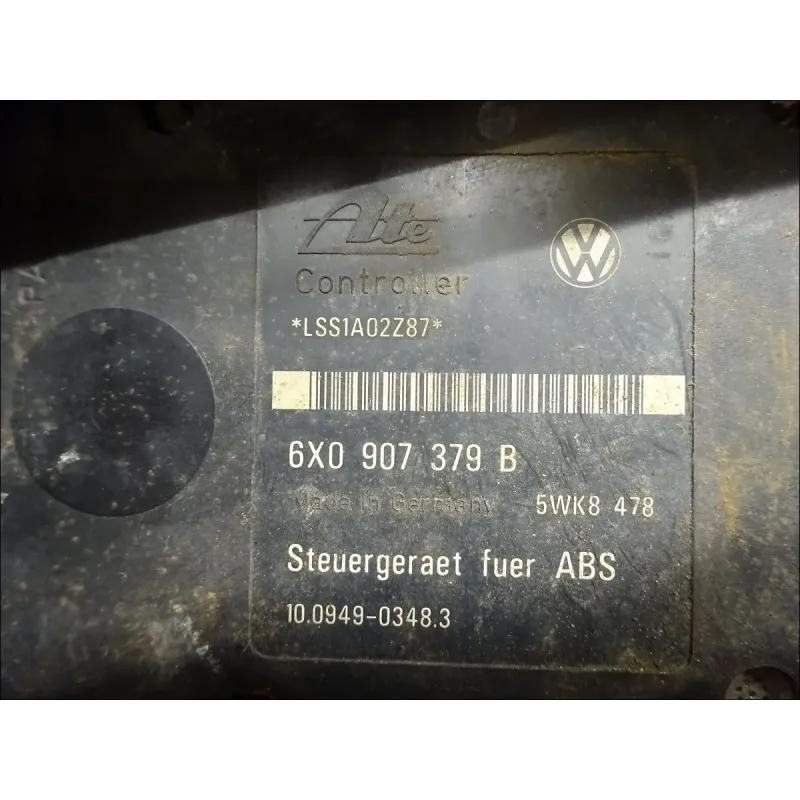 Ate
Controller
*LSS1A02Z87*
6X0 907 379 B
Made in Germany 5WK8 478
Steuergeraet fuer ABS
10.0949-0348.3